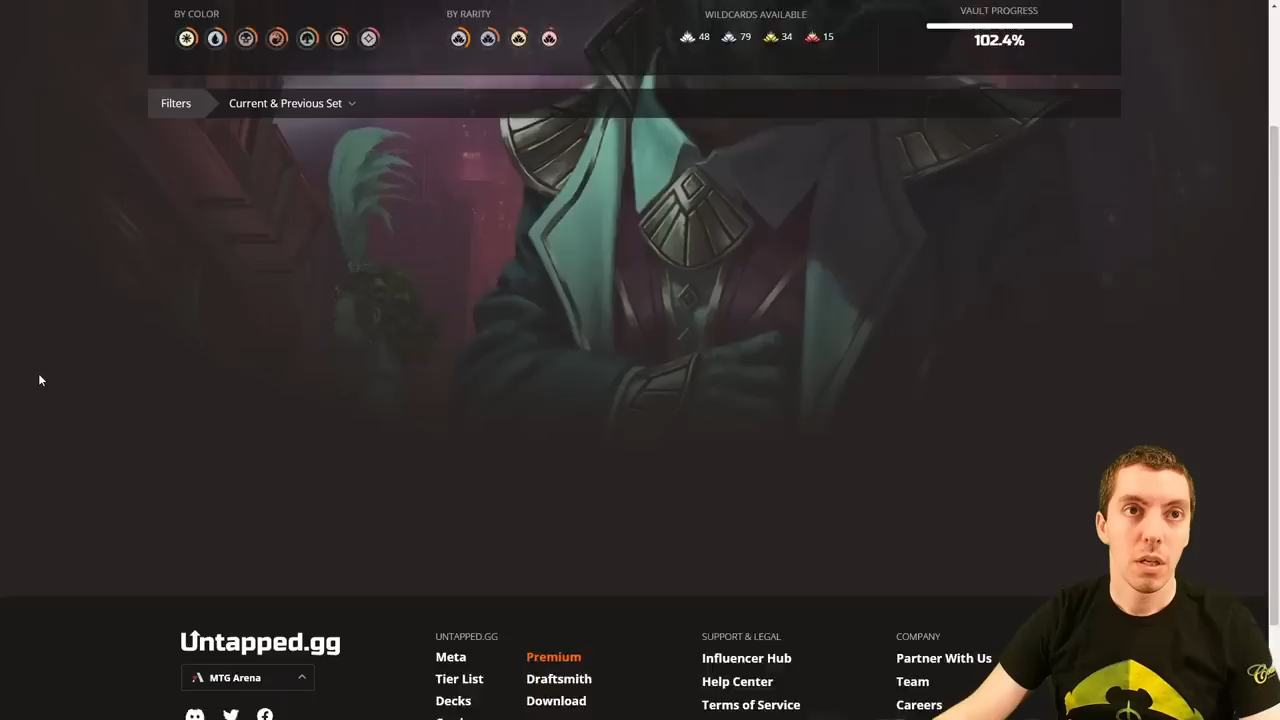 BY COLOR
BY RARITY
WILDCARDS AVAILABLE
48
79
34
15
VAULT PROGRESS
102.4%
Filters
Current & Previous Set
Untapped.gg
MTG Arena
UNTAPPED.GG
Meta
Premium
Tier List
Draftsmith
Decks
Download
SUPPORT & LEGAL
Influencer Hub
Help Center
Terms of Service
COMPANY
Partner With Us
Team
Careers